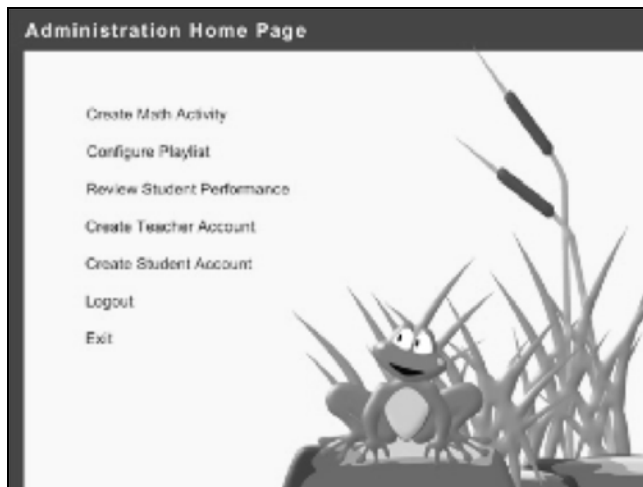 Administration Home Page
Create Math Activity
Configure Playlist
Review Student Performance
Create Teacher Account
Create Student Account
Logout
Exit